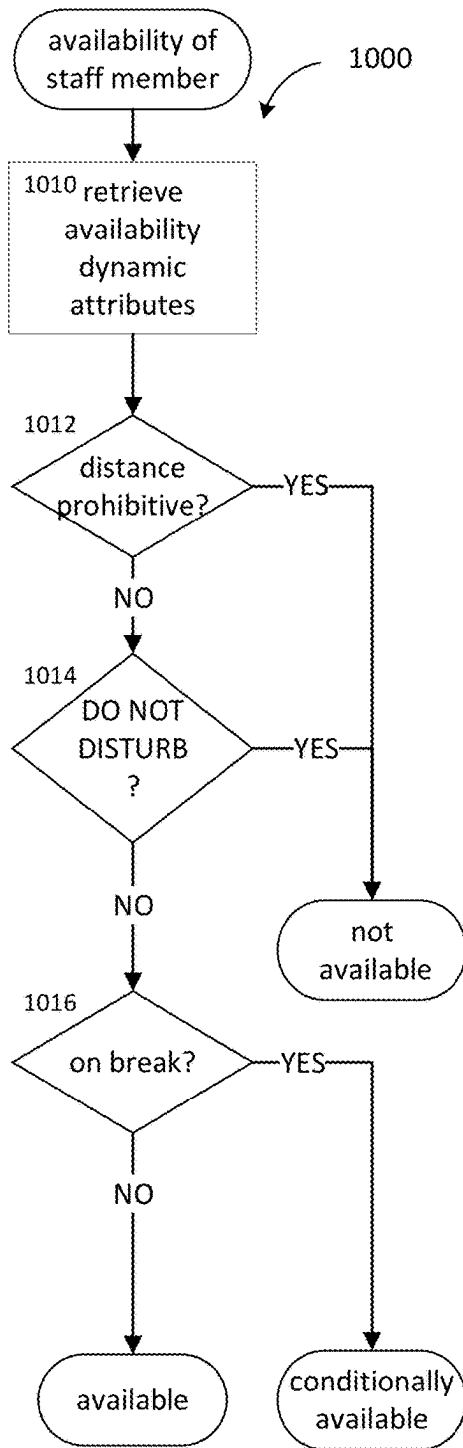 availability of
staff member
1000
1010 retrieve
availability
dynamic
attributes
1012
distance
prohibitive?
YES
NO
1014
DO NOT
DISTURB
?
YES
NO
not
available
1016
on break?
YES
NO
available
conditionally
available